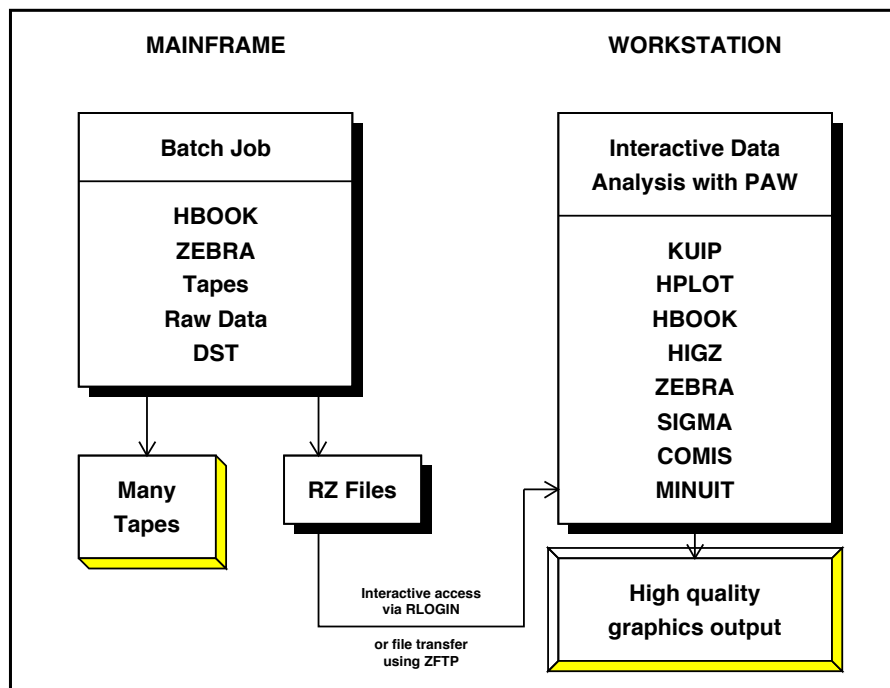 MAINFRAME
Batch Job
HBOOK
ZEBRA
Tapes
Raw Data
DST
Many
Tapes
RZ Files
Interactive access
via RLOGIN
or file transfer
using ZFTP
WORKSTATION
Interactive Data
Analysis with PAW
KUIP
HPLOT
HBOOK
HIGZ
ZEBRA
SIGMA
COMIS
MINUIT
High quality
graphics output